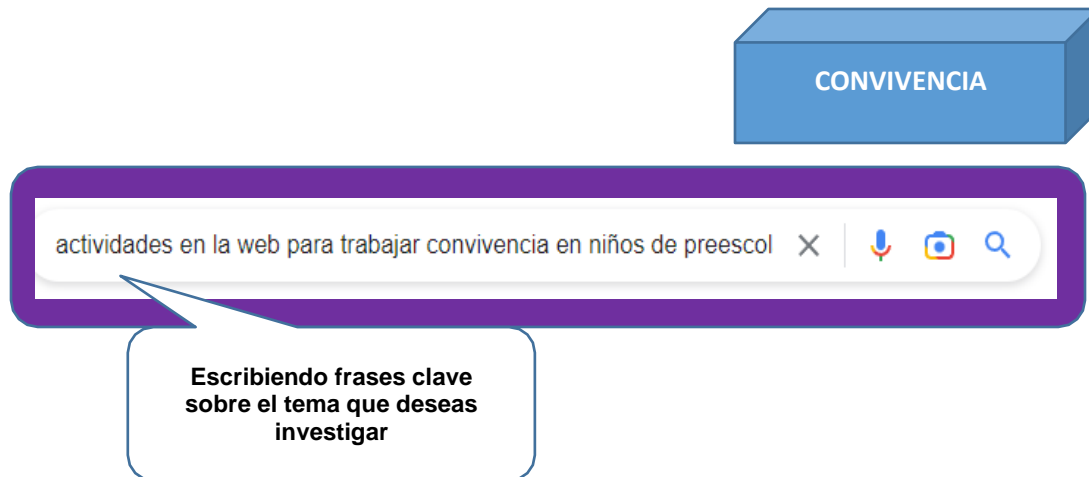 CONVIVENCIA
actividades en la web para trabajar convivencia en niños de preescol
Escribiendo frases clave
sobre el tema que deseas
investigar